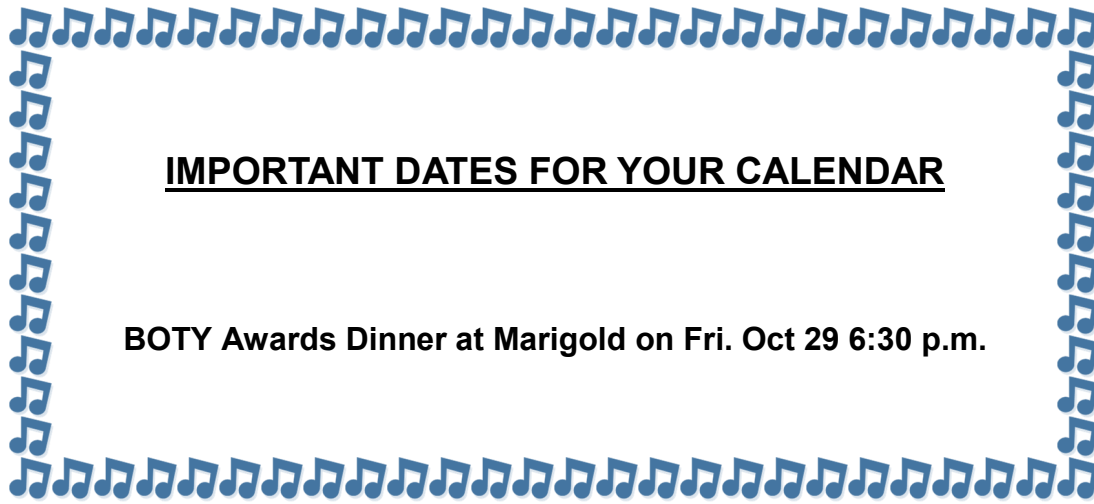 IMPORTANT DATES FOR YOUR CALENDAR
BOTY Awards Dinner at Marigold on Fri. Oct 29 6:30 p.m.